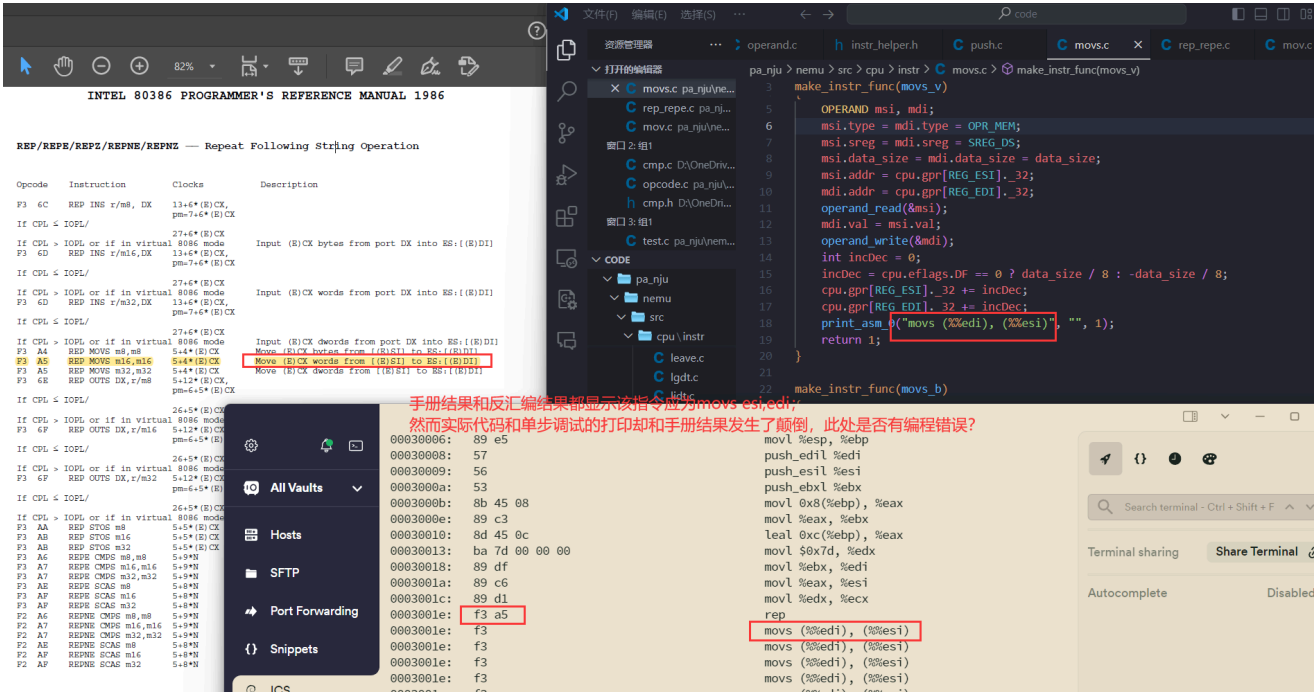 82%
INTEL 80386 PROGRAMMER'S REFERENCE MANUAL 1986
REP/REPE/REPZ/REPNE/REPNZ — Repeat Following String Operation
Opcode Instruction Clocks Description
F3 6C REP INS r/m8, DX 13+6*(E)CX,
pm=7+6*(E)CX
If CPL ≤ IOPL/
27+6*(E)CX
If CPL > IOPL or if in virtual 8086 mode Input (E)CX bytes from port DX into ES:[(E)DI]
F3 6D REP INS r/m16,DX 13+6*(E)CX,
pm=7+6*(E)CX
If CPL ≤ IOPL/
27+6*(E)CX
If CPL > IOPL or if in virtual 8086 mode Input (E)CX words from port DX into ES:[(E)DI]
F3 6D REP INS r/m32,DX 13+6*(E)CX,
pm=7+6*(E)CX
If CPL ≤ IOPL/
27+6*(E)CX
If CPL > IOPL or if in virtual 8086 mode Input (E)CX dwords from port DX into ES:[(E)DI]
F3 A4 REP MOVS m8,m8 5+4*(E)CX Move (E)CX bytes from [(E)SI] to ES:[(E)DI]
F3 A5 REP MOVS m16,m16 5+4*(E)CX Move (E)CX words from [(E)SI] to ES:[(E)DI]
F3 A5 REP MOVS m32,m32 5+4*(E)CX Move (E)CX dwords from [(E)SI] to ES:[(E)DI]
F3 6E REP OUTS DX,r/m8 5+12*(E)CX,
pm=6+5*(E)CX
If CPL ≤ IOPL/
26+5*(E)CX
If CPL > IOPL or if in virtual 8086 mode
F3 6F REP OUTS DX,r/m16 5+12*(E)
pm=6+5*(E)
If CPL ≤ IOPL/
26+5*(E)
If CPL > IOPL or if in virtual 8086 mode
F3 6F REP OUTS DX,r/m32 5+12*(E)
pm=6+5*(E)
If CPL ≤ IOPL/
26+5*(E)
If CPL > IOPL or if in virtual 8086 mode
F3 AA REP STOS m8 5+5*(E)CX
F3 AB REP STOS m16 5+5*(E)CX
F3 AB REP STOS m32 5+5*(E)CX
F3 A6 REPE CMPS m8,m8 5+9*N
F3 A7 REPE CMPS m16,m16 5+9*N
F3 A7 REPE CMPS m32,m32 5+9*N
F3 AE REPE SCAS m8 5+8*N
F3 AF REPE SCAS m16 5+8*N
F3 AF REPE SCAS m32 5+8*N
F2 A6 REPNE CMPS m8,m8 5+9*N
F2 A7 REPNE CMPS m16,m16 5+9*N
F2 A7 REPNE CMPS m32,m32 5+9*N
F2 AE REPNE SCAS m8 5+8*N
F2 AF REPNE SCAS m16 5+8*N
F2 AF REPNE SCAS m32 5+8*N
文件(F) 编辑(E) 选择(S) ··· code
资源管理器 ···
打开的编辑器
movs.c pa_nju\ne...
rep_repe.c pa_nj...
mov.c pa_nju\ne...
窗口 2: 组1
cmp.c D:\OneDriv...
opcode.c pa_nju\...
cmp.h D:\OneDri...
窗口 3: 组1
test.c pa_nju\nem...
CODE
pa_nju
nemu
src
cpu \ instr
leave.c
lgdt.c
lidt.c
operand.c h instr_helper.h C push.c C movs.c C rep_repe.c C mov.c
pa_nju > nemu > src > cpu > instr > C movs.c > make_instr_func(movs_v)
3 make_instr_func(movs_v)
5 OPERAND msi, mdi;
6 msi.type = mdi.type = OPR_MEM;
7 msi.sreg = mdi.sreg = SREG_DS;
8 msi.data_size = mdi.data_size = data_size;
9 msi.addr = cpu.gpr[REG_ESI]._32;
10 mdi.addr = cpu.gpr[REG_EDI]._32;
11 operand_read(&msi);
12 mdi.val = msi.val;
13 operand_write(&mdi);
14 int incDec = 0;
15 incDec = cpu.eflags.DF == 0 ? data_size / 8 : -data_size / 8;
16 cpu.gpr[REG_ESI]._32 += incDec;
17 cpu.gpr[REG_EDI]._32 += incDec;
18 print_asm_0("movs (%%edi), (%%esi)", "", 1);
19 return 1;
20 }
22 make_instr_func(movs_b)
手册结果和反汇编结果都显示该指令应为movs esi,edi;
然而实际代码和单步调试的打印却和手册结果发生了颠倒，此处是否有编程错误?
All Vaults
Hosts
SFTP
Port Forwarding
Snippets
ICS
00030006: 89 e5 movl %esp, %ebp
00030008: 57 push_edil %edi
00030009: 56 push_esil %esi
0003000a: 53 push_ebxl %ebx
0003000b: 8b 45 08 movl 0x8(%ebp), %eax
0003000e: 89 c3 movl %eax, %ebx
00030010: 8d 45 0c leal 0xc(%ebp), %eax
00030013: ba 7d 00 00 00 movl $0x7d, %edx
00030018: 89 df movl %ebx, %edi
0003001a: 89 c6 movl %eax, %esi
0003001c: 89 d1 movl %edx, %ecx
0003001e: f3 a5 rep
0003001e: f3 movs (%%edi), (%%esi)
0003001e: f3 movs (%%edi), (%%esi)
0003001e: f3 movs (%%edi), (%%esi)
0003001e: f3 movs (%%edi), (%%esi)
Search terminal - Ctrl + Shift + F
Terminal sharing Share Terminal
Autocomplete Disabled